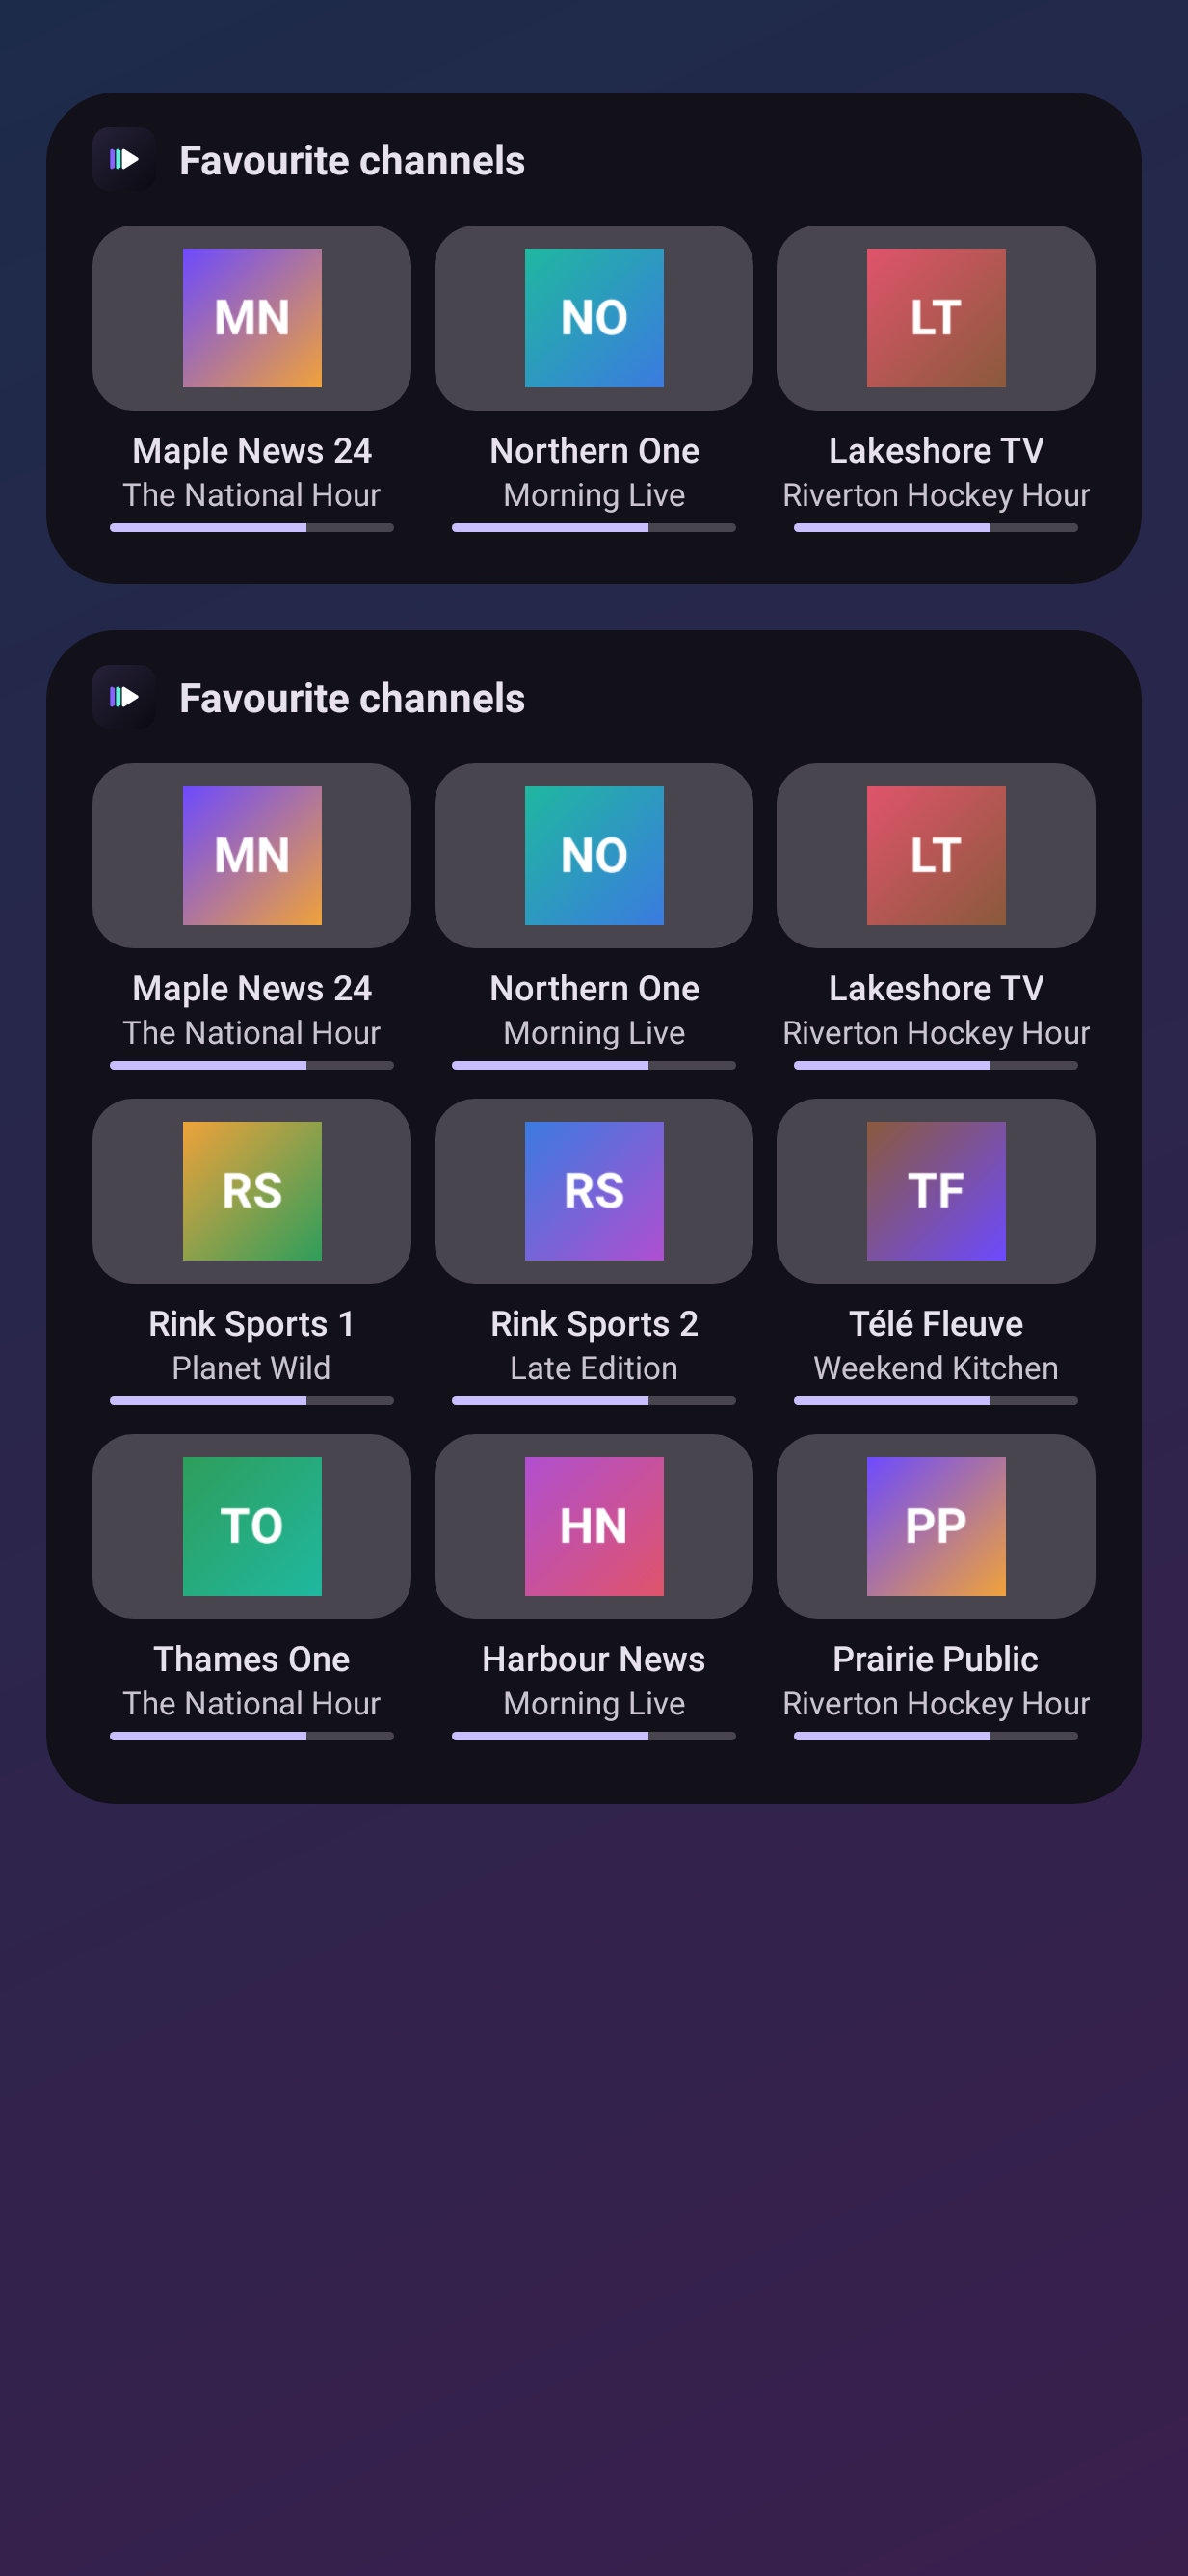 Favourite channels
MN NO LT
Maple News 24 Northern One Lakeshore TV
The National Hour Morning Live Riverton Hockey Hour
Favourite channels
MN NO LT
Maple News 24 Northern One Lakeshore TV
The National Hour Morning Live Riverton Hockey Hour
RS RS TF
Rink Sports 1 Rink Sports 2 Télé Fleuve
Planet Wild Late Edition Weekend Kitchen
TO HN PP
Thames One Harbour News Prairie Public
The National Hour Morning Live Riverton Hockey Hour